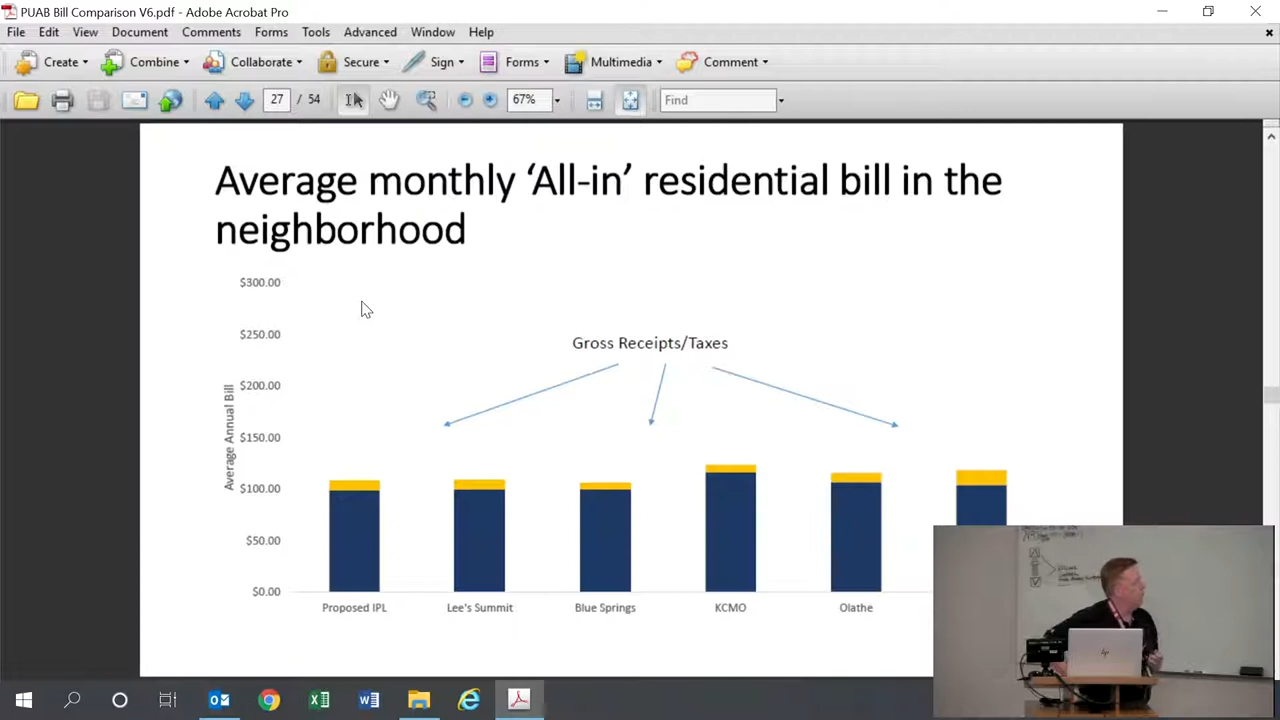 PUAB Bill Comparison V6.pdf - Adobe Acrobat Pro
File Edit View Document Comments Forms Tools Advanced Window Help
Create Combine Collaborate Secure Sign Forms Multimedia Comment
27 / 54 67% Find
Average monthly ‘All-in’ residential bill in the
neighborhood
$300.00
$250.00
Gross Receipts/Taxes
$200.00
$150.00
$100.00
$50.00
$0.00
Average Annual Bill
Proposed IPL Lee's Summit Blue Springs KCMO Olathe
hp